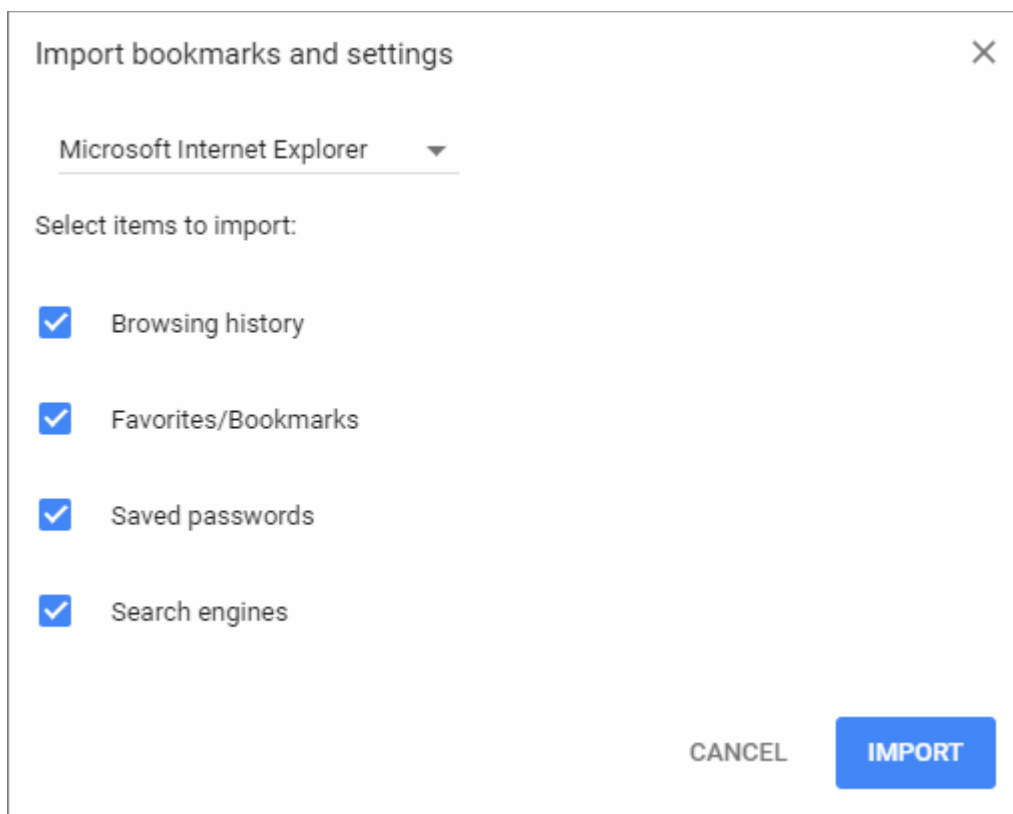 Import bookmarks and settings
Microsoft Internet Explorer
Select items to import:
Browsing history
Favorites/Bookmarks
Saved passwords
Search engines
CANCEL
IMPORT